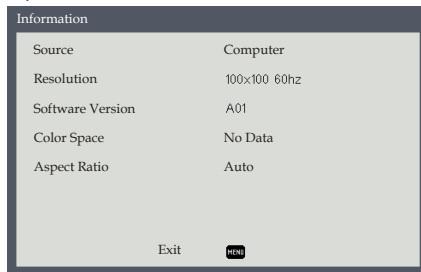 Information
Source Computer
Resolution 100x100 60hz
Software Version A01
Color Space No Data
Aspect Ratio Auto
Exit MENU